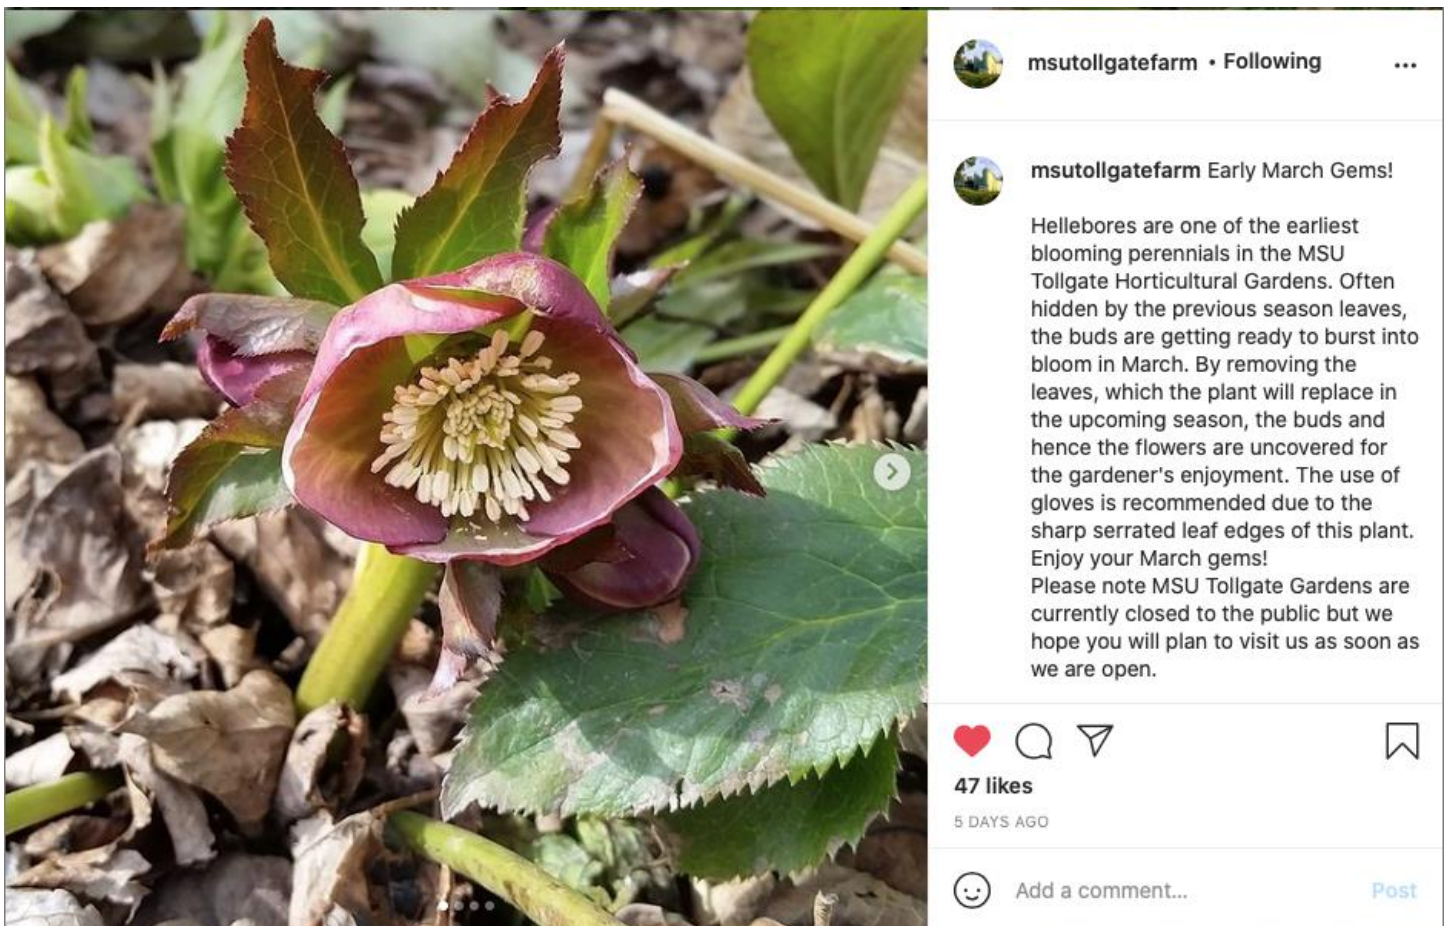 msutollgatefarm • Following
msutollgatefarm Early March Gems!
Hellebores are one of the earliest
blooming perennials in the MSU
Tollgate Horticultural Gardens. Often
hidden by the previous season leaves,
the buds are getting ready to burst into
bloom in March. By removing the
leaves, which the plant will replace in
the upcoming season, the buds and
hence the flowers are uncovered for
the gardener's enjoyment. The use of
gloves is recommended due to the
sharp serrated leaf edges of this plant.
Enjoy your March gems!
Please note MSU Tollgate Gardens are
currently closed to the public but we
hope you will plan to visit us as soon as
we are open.
47 likes
5 DAYS AGO
Add a comment...
Post